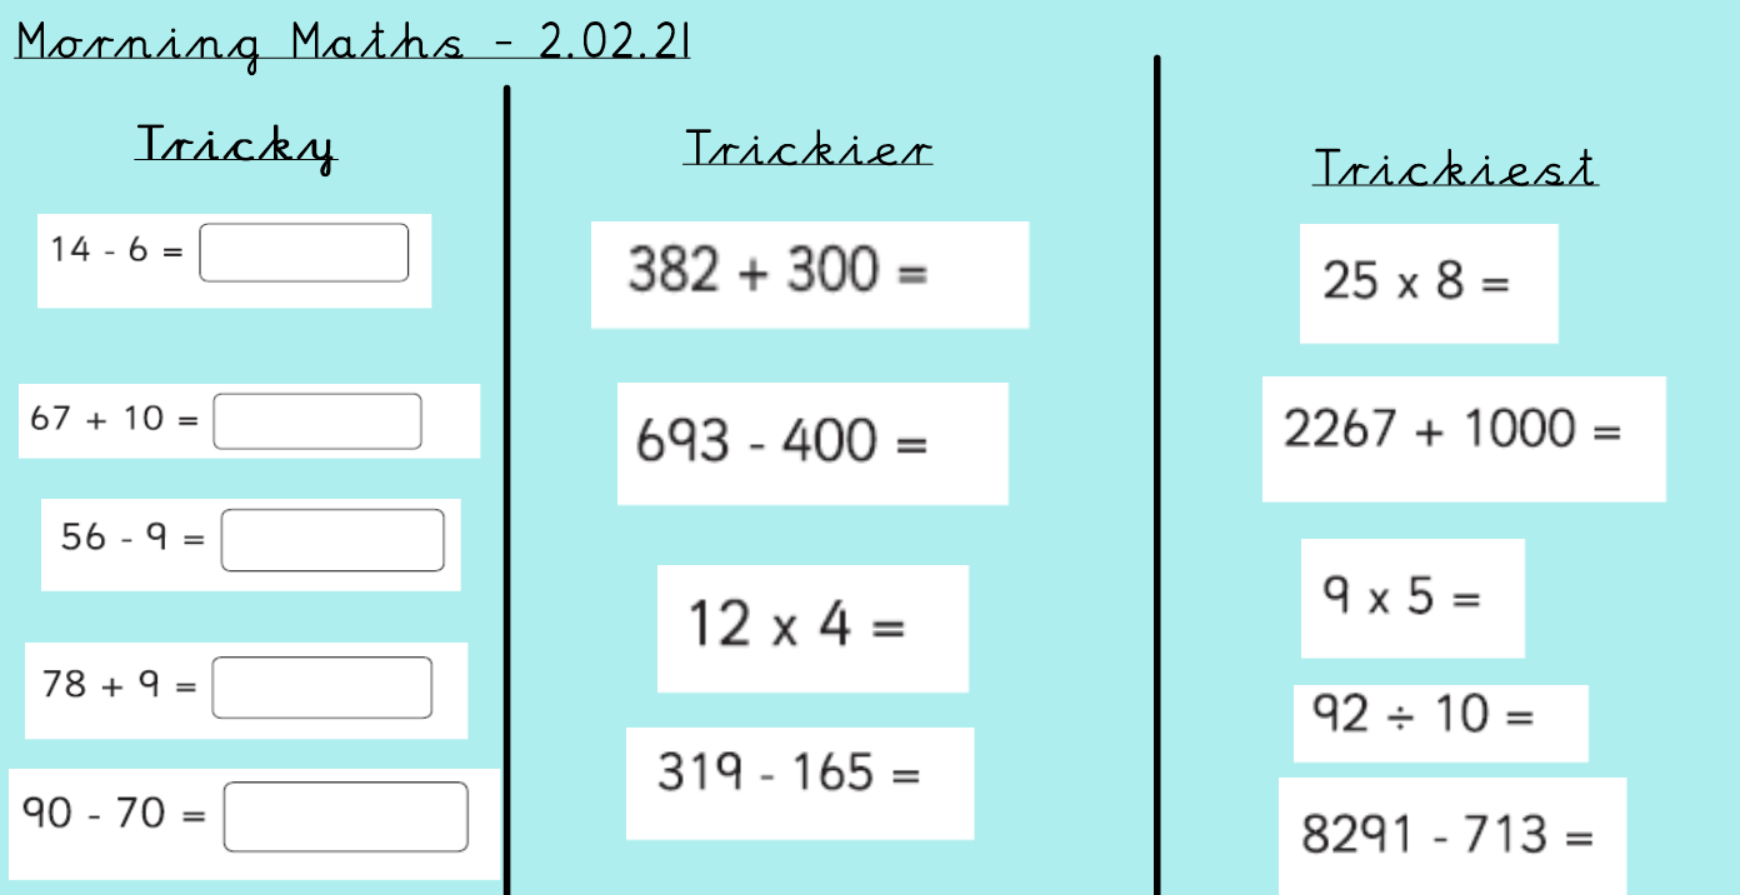 Morning Maths - 2.02.21
Tricky
14 - 6 =
67 + 10 =
56 - 9 =
78 + 9 =
90 - 70 =
Trickier
382 + 300 =
693 - 400 =
12 x 4 =
319 - 165 =
Trickiest
25 x 8 =
2267 + 1000 =
9 x 5 =
92 ÷ 10 =
8291 - 713 =